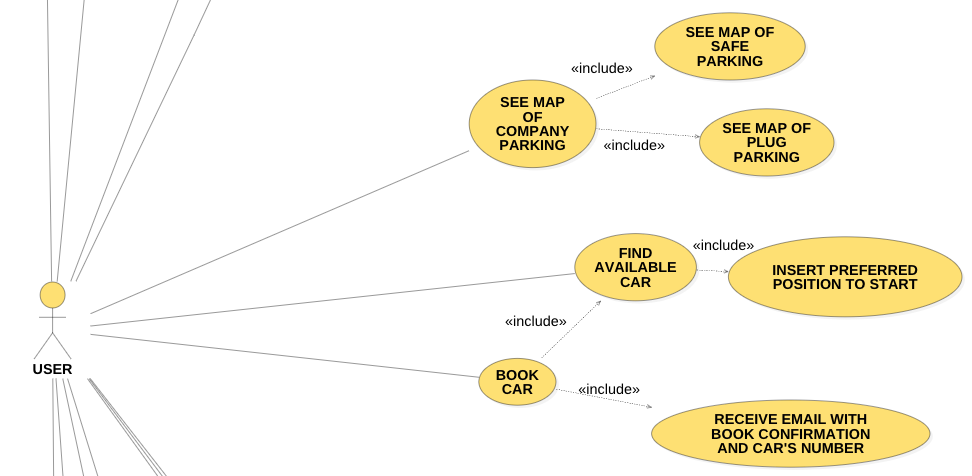 SEE MAP OF
SAFE
PARKING
«include»
SEE MAP
OF
COMPANY
PARKING
SEE MAP OF
PLUG
PARKING
«include»
FIND
AVAILABLE
CAR
«include»
INSERT PREFERRED
POSITION TO START
«include»
USER
BOOK
CAR
«include»
RECEIVE EMAIL WITH
BOOK CONFIRMATION
AND CAR'S NUMBER